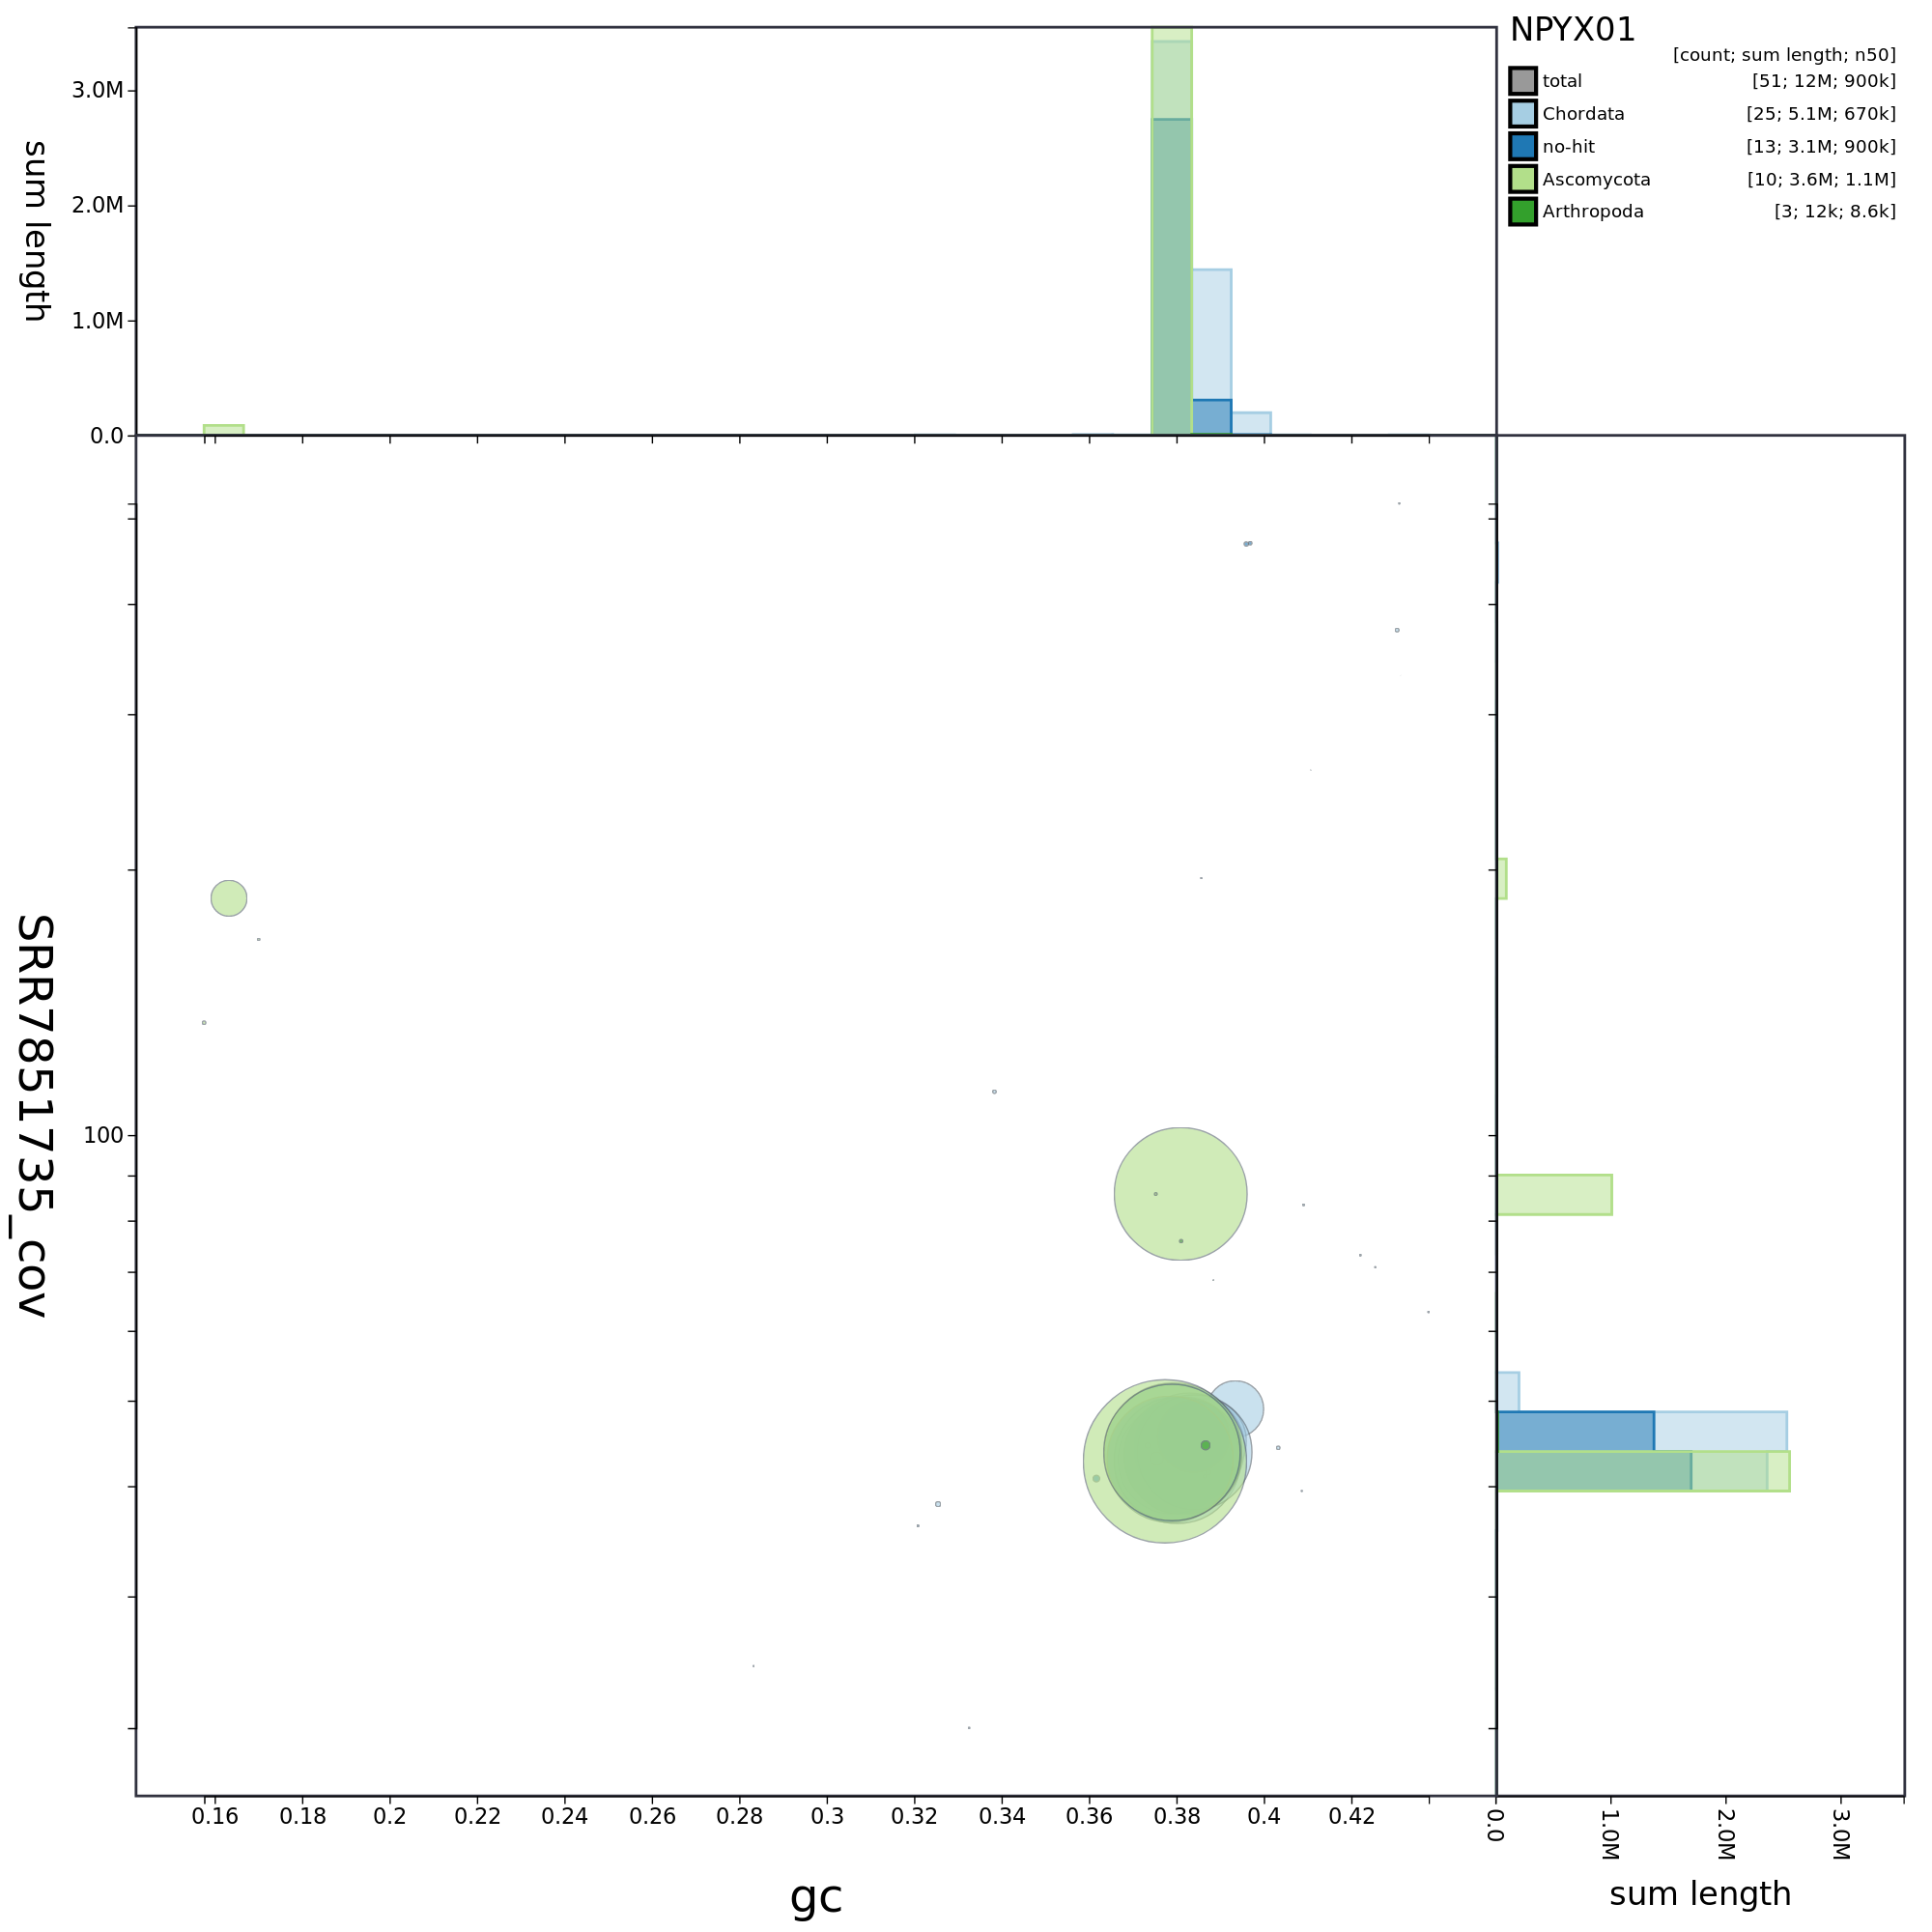 NPYX01
[count; sum length; n50]
total [51; 12M; 900k]
Chordata [25; 5.1M; 670k]
no-hit [13; 3.1M; 900k]
Ascomycota [10; 3.6M; 1.1M]
Arthropoda [3; 12k; 8.6k]
sum length
3.0M
2.0M
1.0M
0.0
SRR7851735_cov
100
0.16 0.18 0.2 0.22 0.24 0.26 0.28 0.3 0.32 0.34 0.36 0.38 0.4 0.42
gc
0.0 1.0M 2.0M 3.0M
sum length